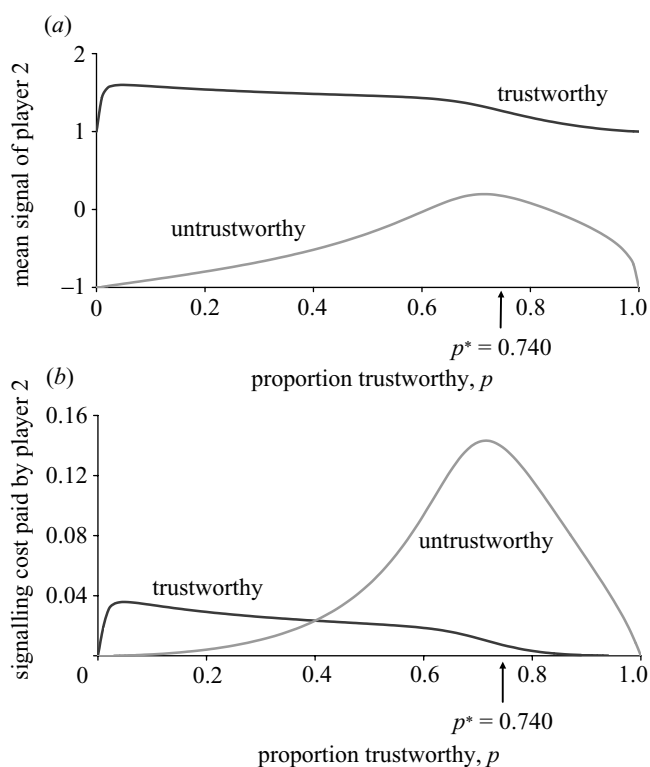 (a)
mean signal of player 2
2
1
0
–1
trustworthy
untrustworthy
0 0.2 0.4 0.6 0.8 1.0
p* = 0.740
proportion trustworthy, p
(b)
signalling cost paid by player 2
0.16
0.12
0.08
0.04
untrustworthy
trustworthy
0 0.2 0.4 0.6 0.8 1.0
p* = 0.740
proportion trustworthy, p